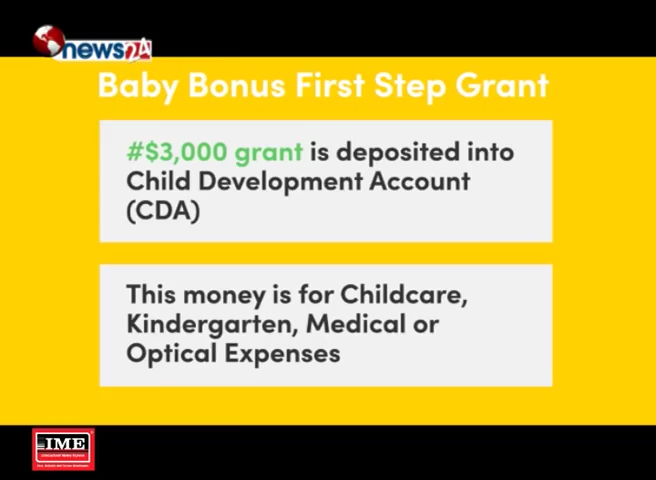 news24
Baby Bonus First Step Grant
#$3,000 grant is deposited into
Child Development Account
(CDA)
This money is for Childcare,
Kindergarten, Medical or
Optical Expenses
IME